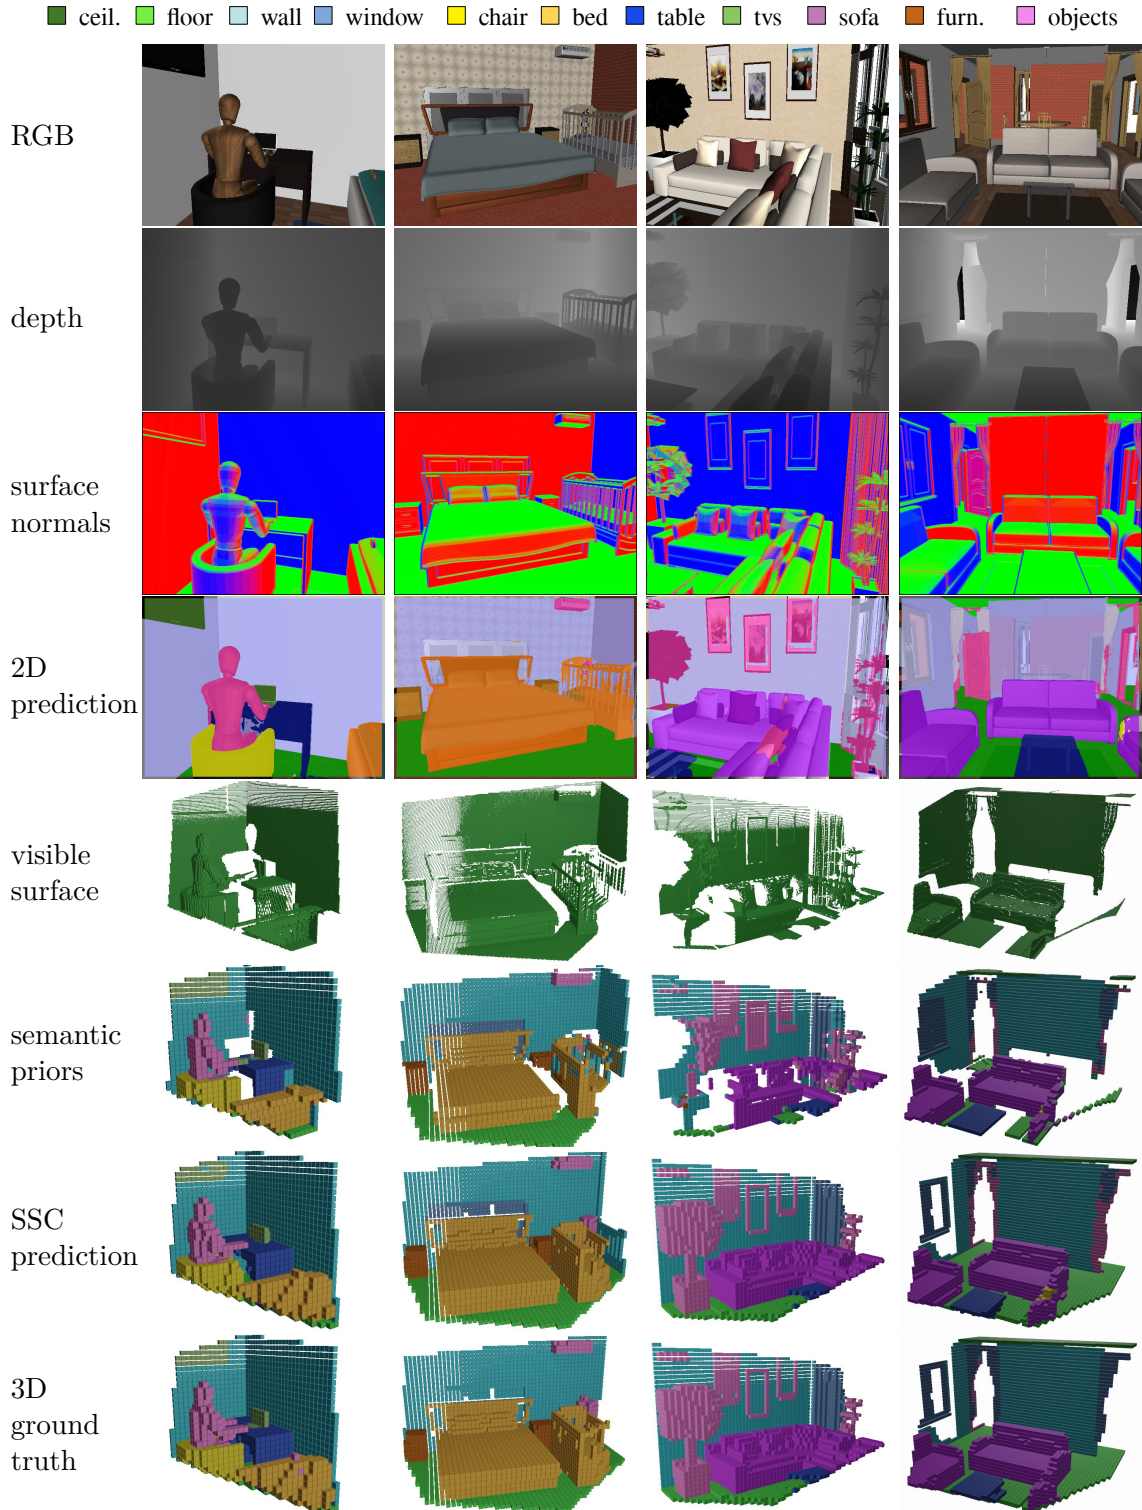 ceil. floor wall window chair bed table tvs sofa furn. objects
RGB
depth
surface
normals
2D
prediction
visible
surface
semantic
priors
SSC
prediction
3D
ground
truth